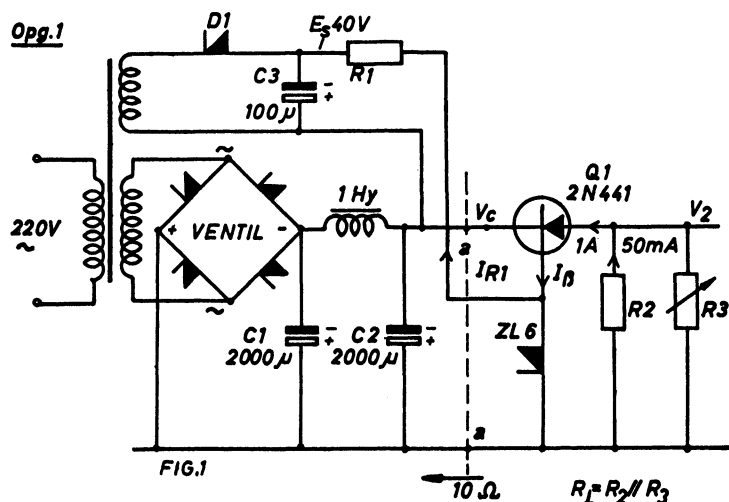 Opg.1
D1
Es 40V
R1
C3
100µ
- +
~
220V
~
+ VENTIL -
~
1 Hy
C1
2000µ
- +
C2
2000µ
- +
a
Vc
Q1
2N441
V2
1A
50mA
IR1
Iβ
ZL 6
R2
R3
a
FIG.1
10 Ω
RL = R2 // R3